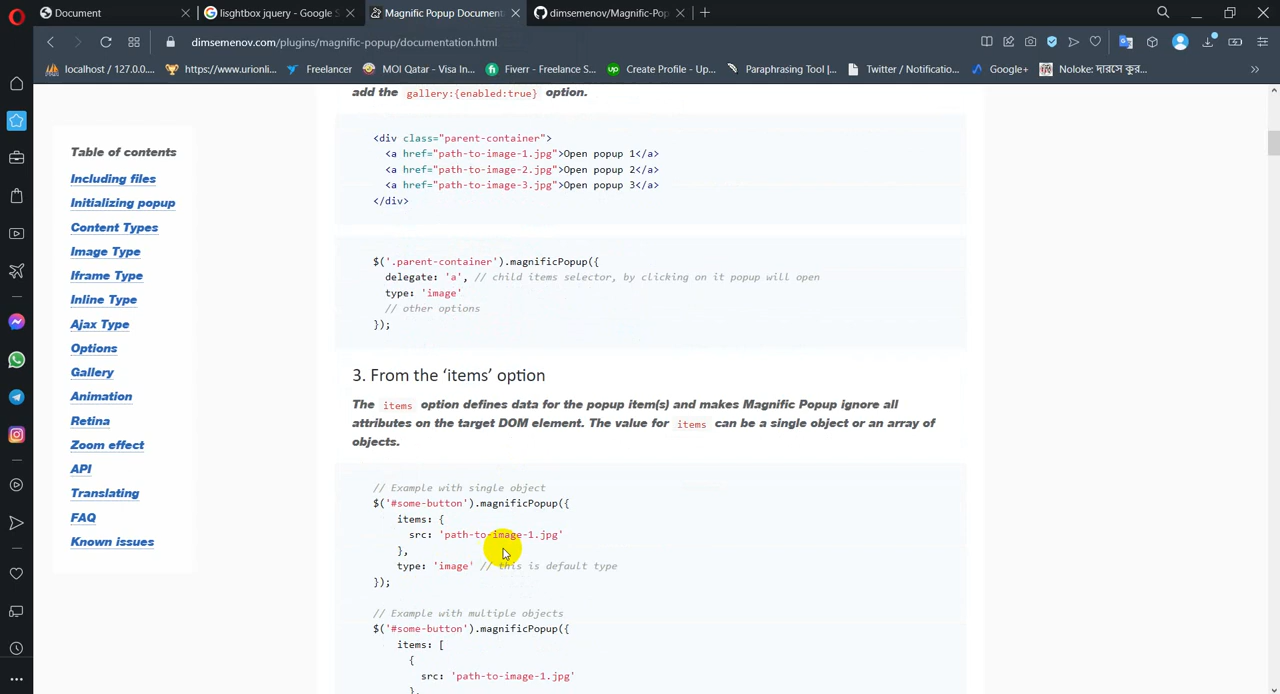 Document
lisghtbox jquery - Google S
Magnific Popup Document
dimsemenov/Magnific-Pop
dimsemenov.com/plugins/magnific-popup/documentation.html
localhost / 127.0.0....
https://www.urionli...
Freelancer
MOI Qatar - Visa In...
Fiverr - Freelance S...
Create Profile - Up...
Paraphrasing Tool |...
Twitter / Notificatio...
Google+
Noloke: দারসে কুর...
add the gallery:{enabled:true} option.
<div class="parent-container">
<a href="path-to-image-1.jpg">Open popup 1</a>
<a href="path-to-image-2.jpg">Open popup 2</a>
<a href="path-to-image-3.jpg">Open popup 3</a>
</div>
Table of contents
Including files
Initializing popup
Content Types
Image Type
Iframe Type
Inline Type
Ajax Type
Options
Gallery
Animation
Retina
Zoom effect
API
Translating
FAQ
Known issues
$('.parent-container').magnificPopup({
delegate: 'a', // child items selector, by clicking on it popup will open
type: 'image'
// other options
});
3. From the ‘items’ option
The items option defines data for the popup item(s) and makes Magnific Popup ignore all
attributes on the target DOM element. The value for items can be a single object or an array of
objects.
// Example with single object
$('#some-button').magnificPopup({
items: {
src: 'path-to-image-1.jpg'
},
type: 'image' // this is default type
});
// Example with multiple objects
$('#some-button').magnificPopup({
items: [
{
src: 'path-to-image-1.jpg'
},